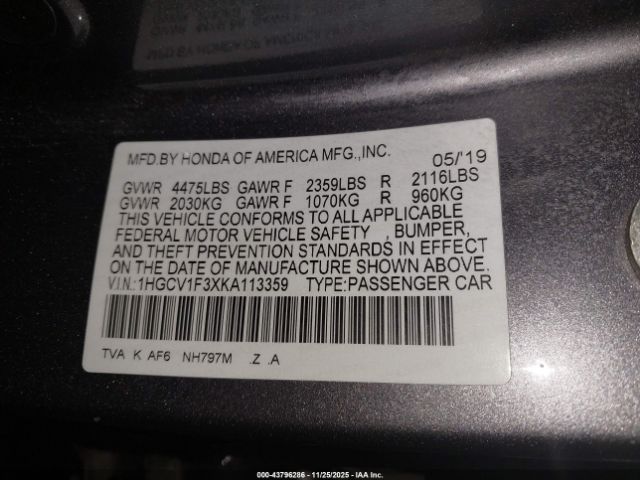 MFD.BY HONDA OF AMERICA MFG.,INC. 05/'19
GVWR 4475LBS GAWR F 2359LBS R 2116LBS
GVWR 2030KG GAWR F 1070KG R 960KG
THIS VEHICLE CONFORMS TO ALL APPLICABLE
FEDERAL MOTOR VEHICLE SAFETY , BUMPER,
AND THEFT PREVENTION STANDARDS IN EFFECT
ON THE DATE OF MANUFACTURE SHOWN ABOVE.
V.I.N.:1HGCV1F3XKA113359 TYPE:PASSENGER CAR
TVA K AF6 NH797M .Z .A
000-43796286 - 11/25/2025 - IAA Inc.